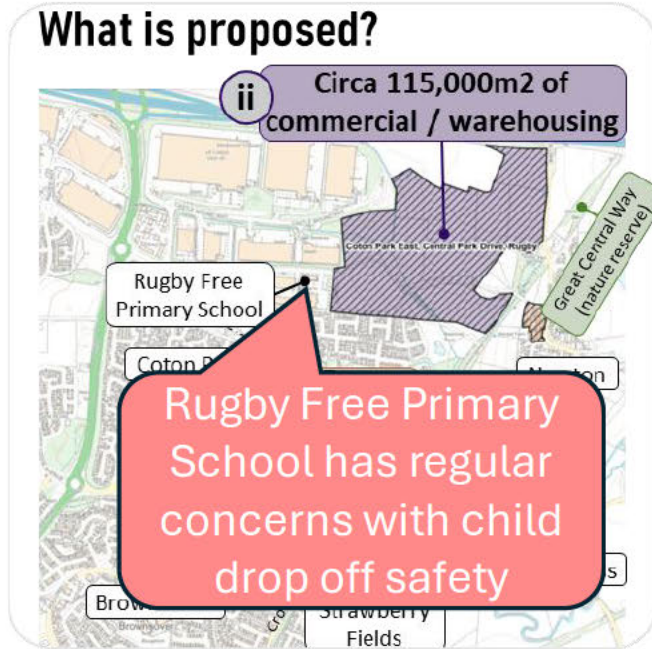 What is proposed?
ii
Circa 115,000m2 of
commercial / warehousing
Coton Park East, Central Park Drive, Rugby
Great Central Way
(nature reserve)
Rugby Free
Primary School
Coton
Rugby Free Primary
School has regular
concerns with child
drop off safety
Brownsover
Strawberry
Fields